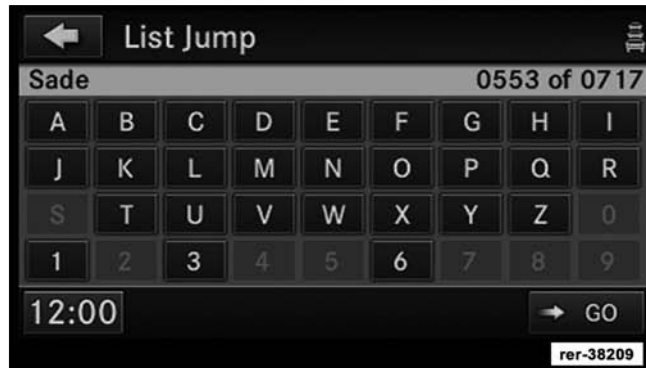 List Jump
Sade 0553 of 0717
A B C D E F G H I
J K L M N O P Q R
S T U V W X Y Z 0
1 2 3 4 5 6 7 8 9
12:00 GO
rer-38209